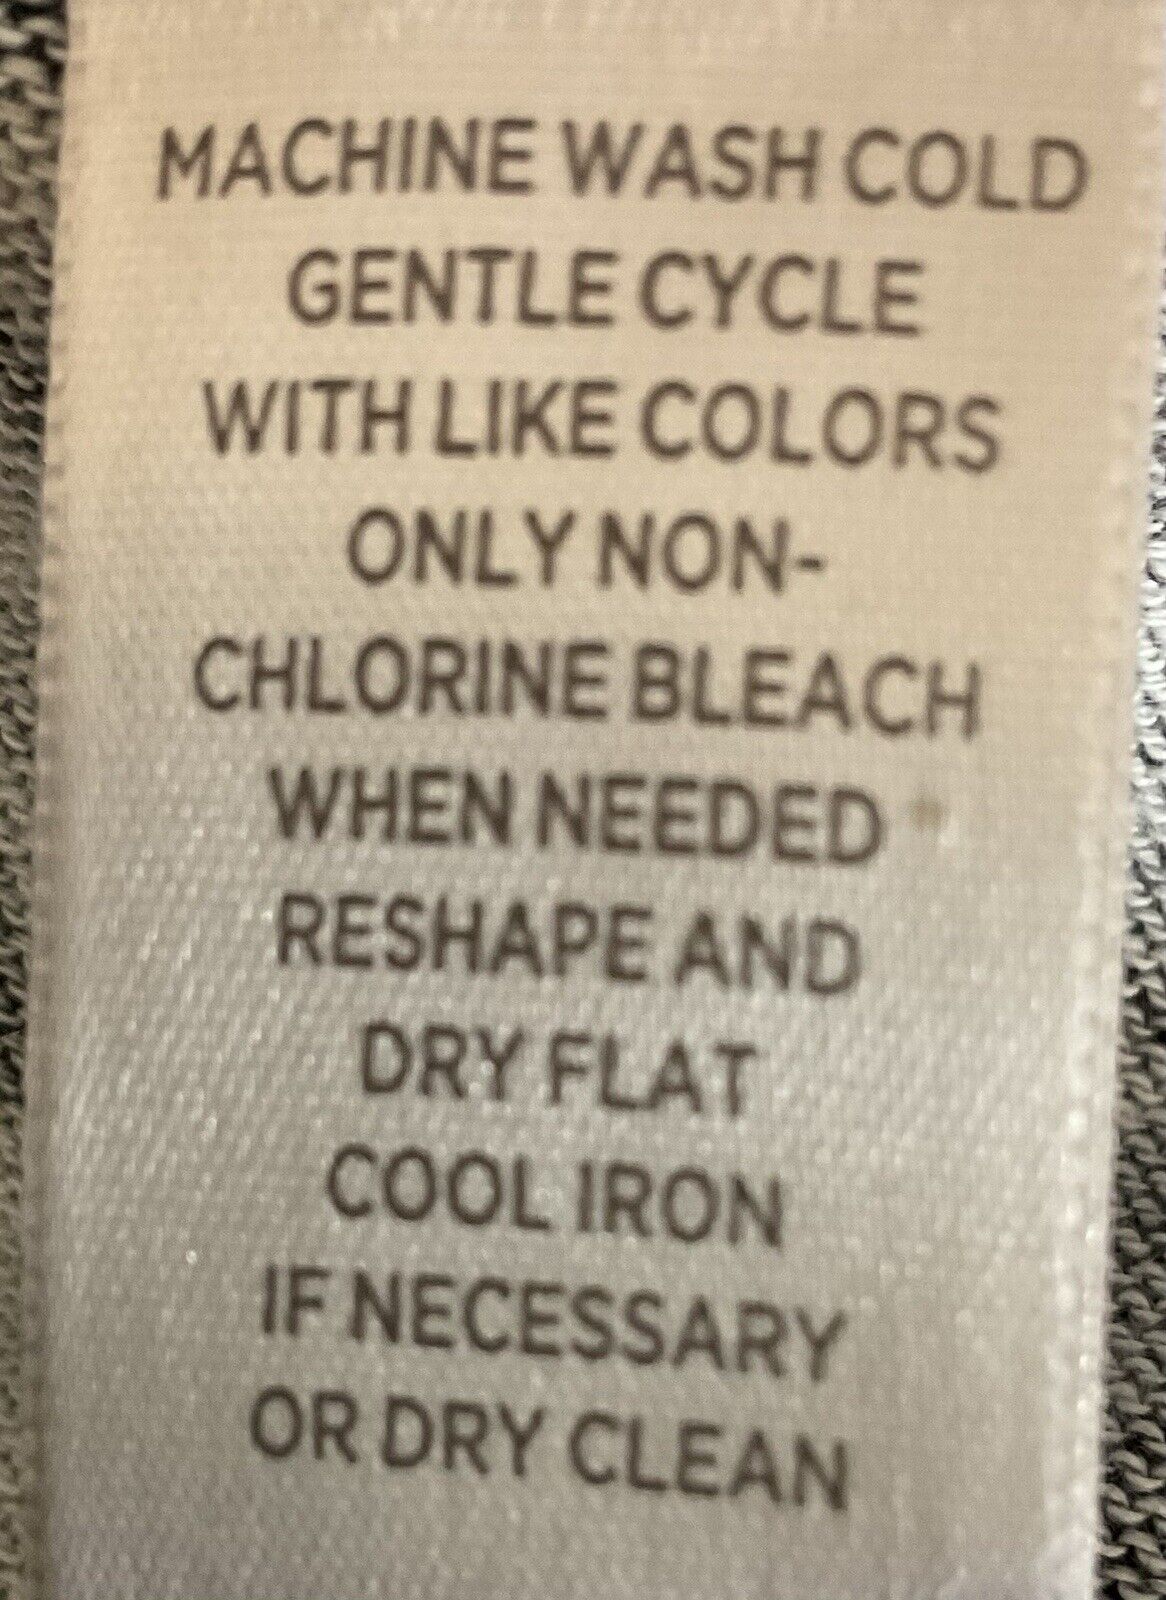 MACHINE WASH COLD
GENTLE CYCLE
WITH LIKE COLORS
ONLY NON-
CHLORINE BLEACH
WHEN NEEDED
RESHAPE AND
DRY FLAT
COOL IRON
IF NECESSARY
OR DRY CLEAN